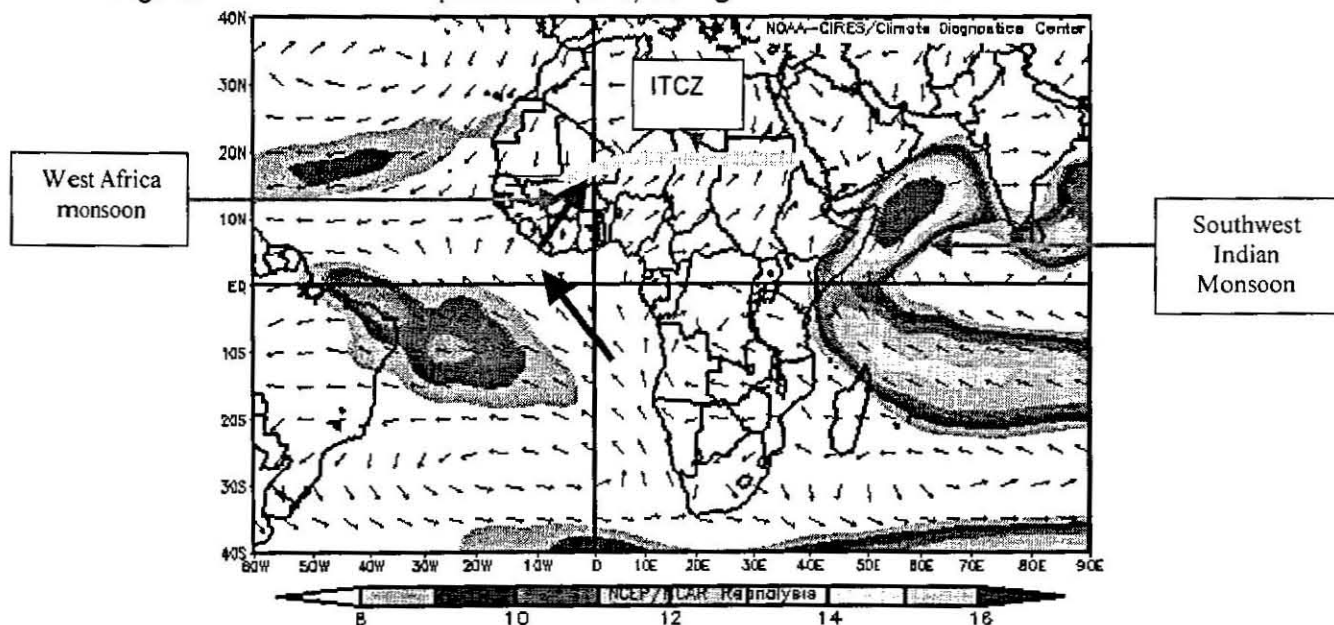 NOAA-CIRES/Climate Diagnostics Center
40N
30N
20N
10N
EQ
10S
20S
30S
40S
ITCZ
West Africa
monsoon
Southwest
Indian
Monsoon
60W
50W
40W
30W
20W
10W
0
10E
20E
30E
40E
50E
60E
70E
80E
90E
NCEP/NCAR Reanalysis
8
10
12
14
16